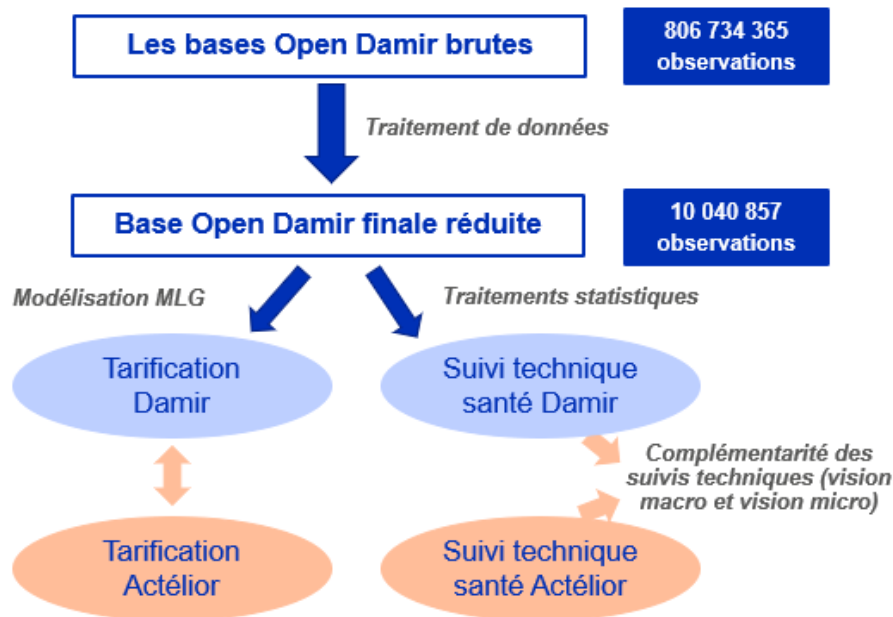 Les bases Open Damir brutes
806 734 365
observations
Traitement de données
Base Open Damir finale réduite
10 040 857
observations
Modélisation MLG
Traitements statistiques
Tarification
Damir
Suivi technique
santé Damir
Complémentarité des
suivis techniques (vision
macro et vision micro)
Tarification
Actélior
Suivi technique
santé Actélior